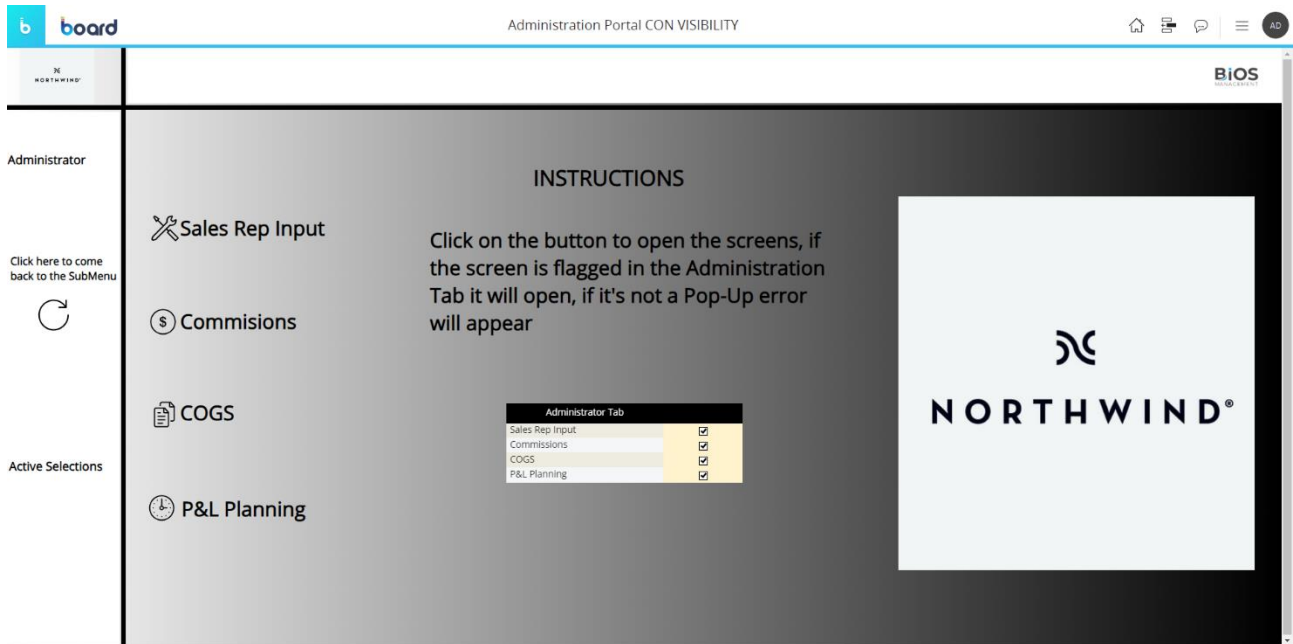 b board
Administration Portal CON VISIBILITY
AD
NORTHWIND®
BiOS
MANAGEMENT
Administrator
Click here to come
back to the SubMenu
Active Selections
Sales Rep Input
$ Commisions
COGS
P&L Planning
INSTRUCTIONS
Click on the button to open the screens, if
the screen is flagged in the Administration
Tab it will open, if it's not a Pop-Up error
will appear
Administrator Tab
Sales Rep Input
Commissions
COGS
P&L Planning
NORTHWIND®